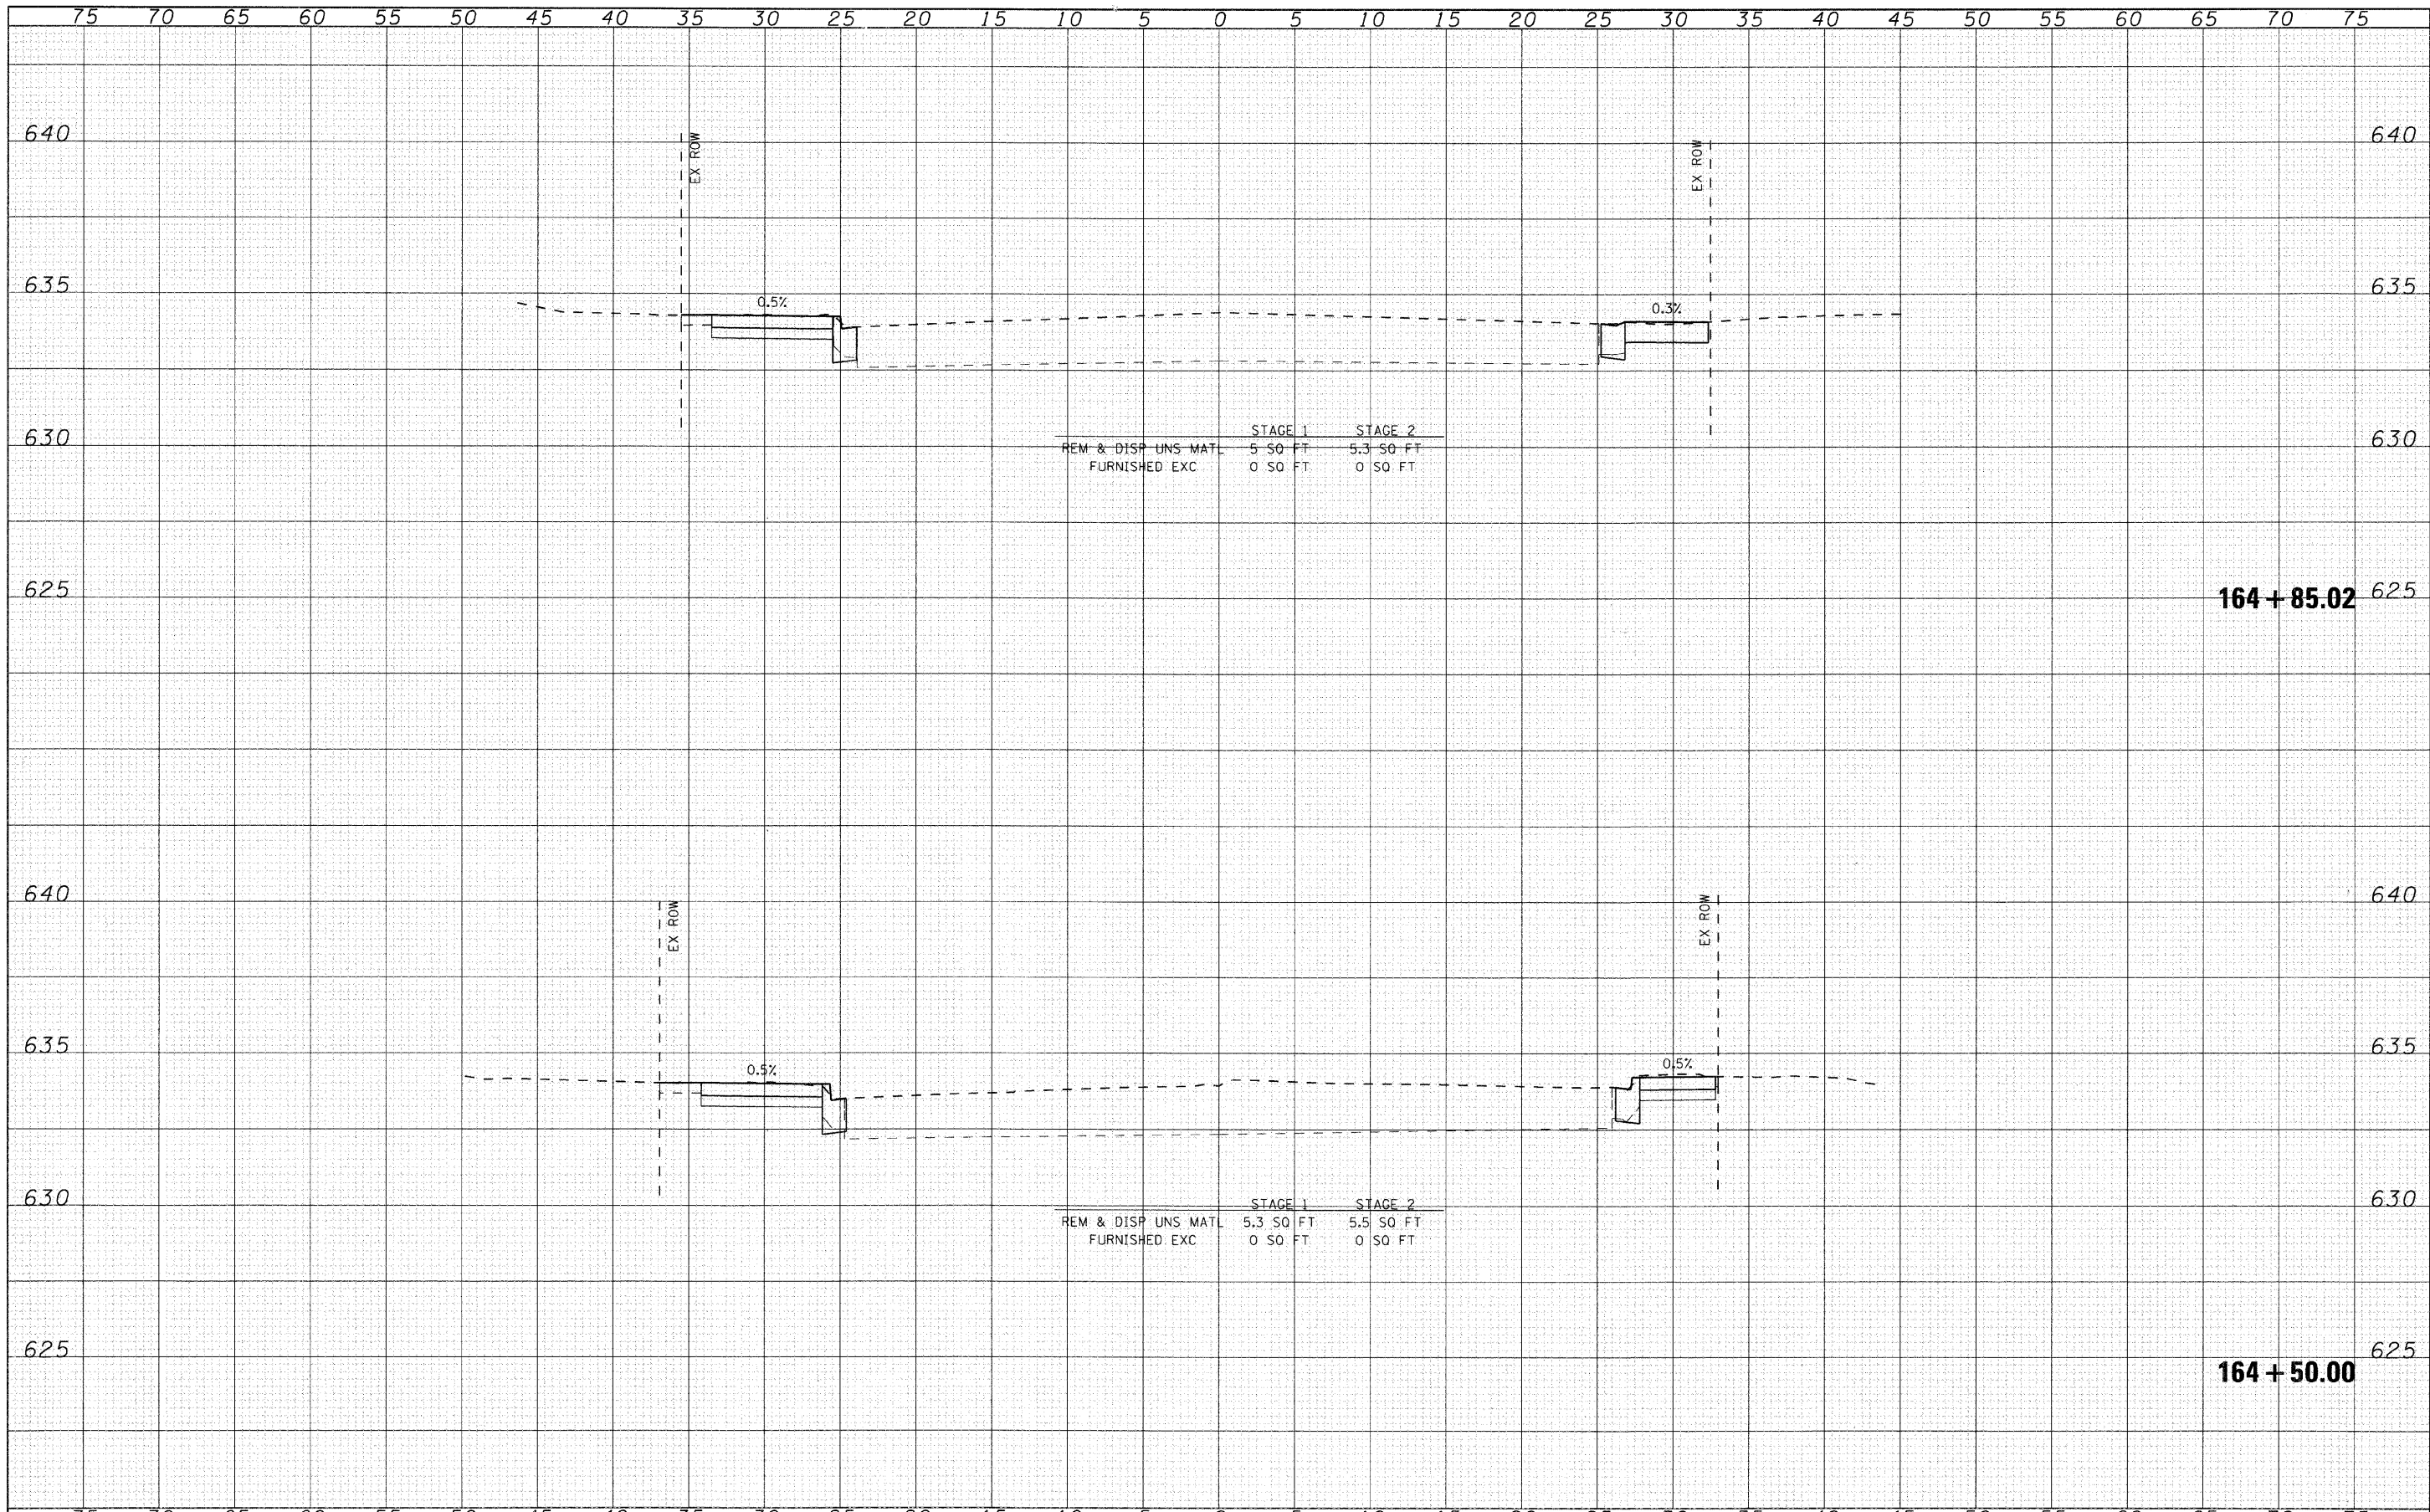 75 70 65 60 55 50 45 40 35 30 25 20 15 10 5 0 5 10 15 20 25 30 35 40 45 50 55 60 65 70 75
640 EX ROW EX ROW 640
635 0.5% 0.3% 635
630 630
STAGE 1 STAGE 2
REM & DISP UNS MATL 5 SQ FT 5.3 SQ FT
FURNISHED EXC 0 SQ FT 0 SQ FT
625 164+85.02 625
640 EX ROW EX ROW 640
635 0.5% 0.5% 635
630 630
STAGE 1 STAGE 2
REM & DISP UNS MATL 5.3 SQ FT 5.5 SQ FT
FURNISHED EXC 0 SQ FT 0 SQ FT
625 625
164+50.00